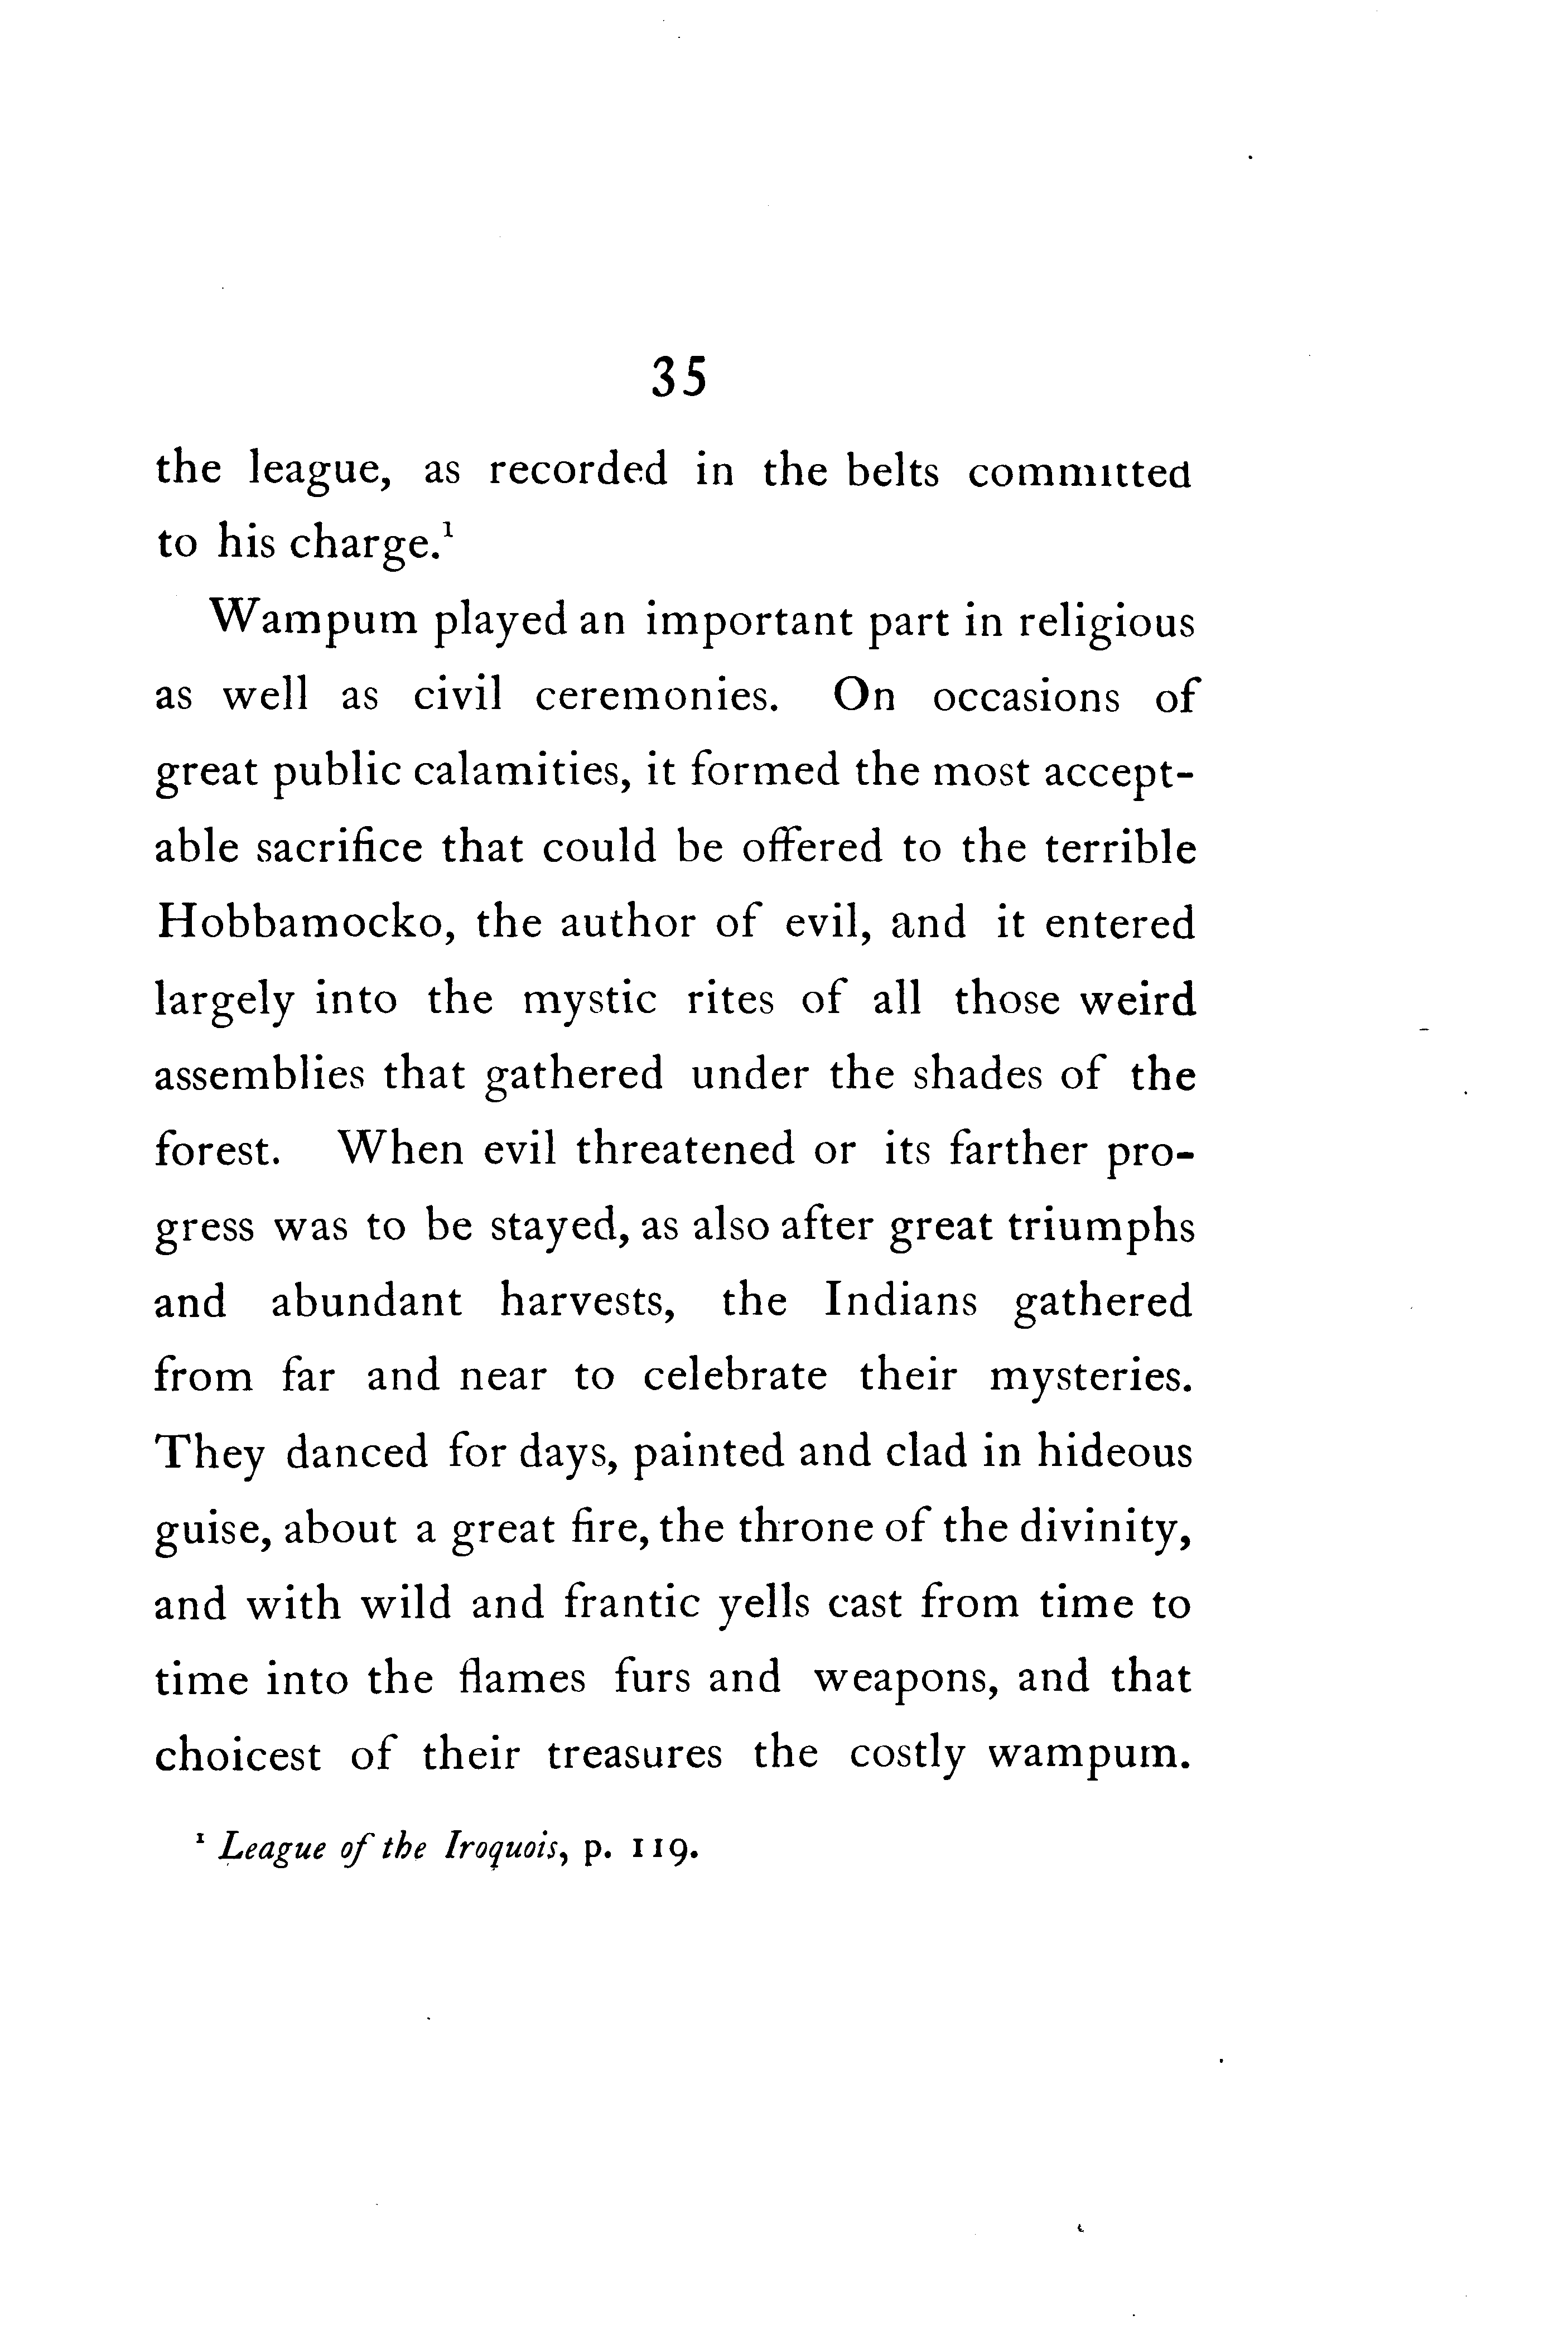 35
the league, as recorded in the belts committed
to his charge.¹
Wampum played an important part in religious
as well as civil ceremonies. On occasions of
great public calamities, it formed the most accept-
able sacrifice that could be offered to the terrible
Hobbamocko, the author of evil, and it entered
largely into the mystic rites of all those weird
assemblies that gathered under the shades of the
forest. When evil threatened or its farther pro-
gress was to be stayed, as also after great triumphs
and abundant harvests, the Indians gathered
from far and near to celebrate their mysteries.
They danced for days, painted and clad in hideous
guise, about a great fire, the throne of the divinity,
and with wild and frantic yells cast from time to
time into the flames furs and weapons, and that
choicest of their treasures the costly wampum.
¹ League of the Iroquois, p. 119.